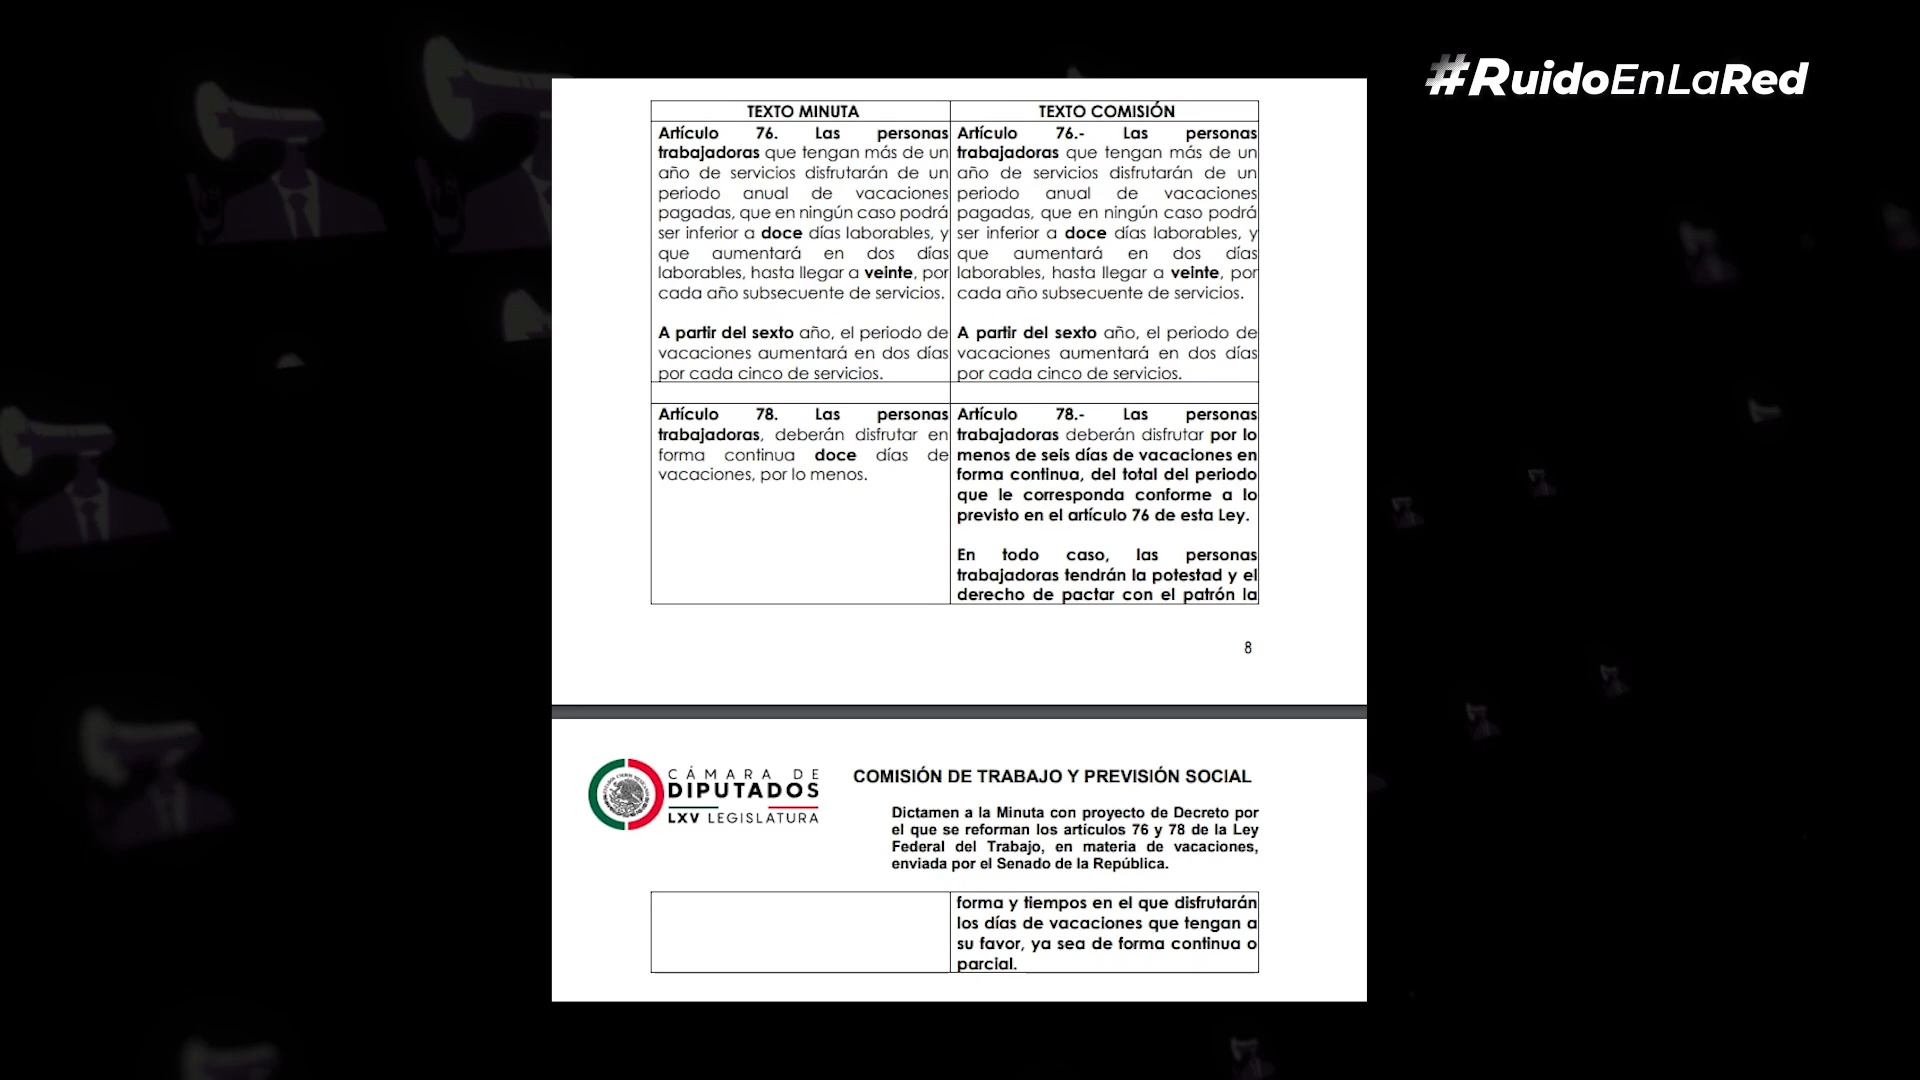 #RuidoEnLaRed
TEXTO MINUTA
Artículo 76. Las personas
trabajadoras que tengan más de un
año de servicios disfrutarán de un
periodo anual de vacaciones
pagadas, que en ningún caso podrá
ser inferior a doce días laborables, y
que aumentará en dos días
laborables, hasta llegar a veinte, por
cada año subsecuente de servicios.
A partir del sexto año, el periodo de
vacaciones aumentará en dos días
por cada cinco de servicios.
TEXTO COMISIÓN
Artículo 76.- Las personas
trabajadoras que tengan más de un
año de servicios disfrutarán de un
periodo anual de vacaciones
pagadas, que en ningún caso podrá
ser inferior a doce días laborables, y
que aumentará en dos días
laborables, hasta llegar a veinte, por
cada año subsecuente de servicios.
A partir del sexto año, el periodo de
vacaciones aumentará en dos días
por cada cinco de servicios.
Artículo 78. Las personas
trabajadoras, deberán disfrutar en
forma continua doce días de
vacaciones, por lo menos.
Artículo 78.- Las personas
trabajadoras deberán disfrutar por lo
menos de seis días de vacaciones en
forma continua, del total del periodo
que le corresponda conforme a lo
previsto en el artículo 76 de esta Ley.
En todo caso, las personas
trabajadoras tendrán la potestad y el
derecho de pactar con el patrón la
8
CÁMARA DE
DIPUTADOS
LXV LEGISLATURA
COMISIÓN DE TRABAJO Y PREVISIÓN SOCIAL
Dictamen a la Minuta con proyecto de Decreto por
el que se reforman los artículos 76 y 78 de la Ley
Federal del Trabajo, en materia de vacaciones,
enviada por el Senado de la República.
forma y tiempos en el que disfrutarán
los días de vacaciones que tengan a
su favor, ya sea de forma continua o
parcial.